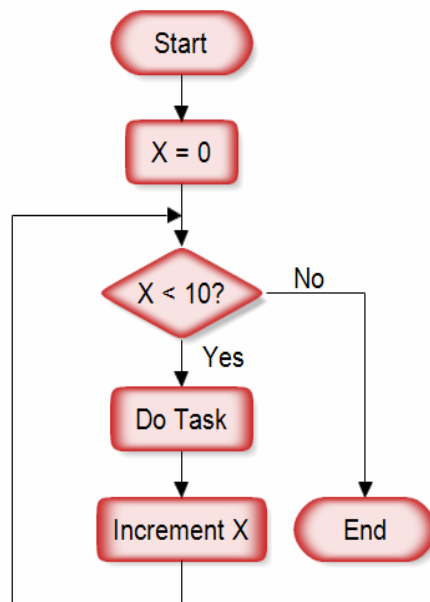 Start
X = 0
X < 10?
No
Yes
Do Task
Increment X
End